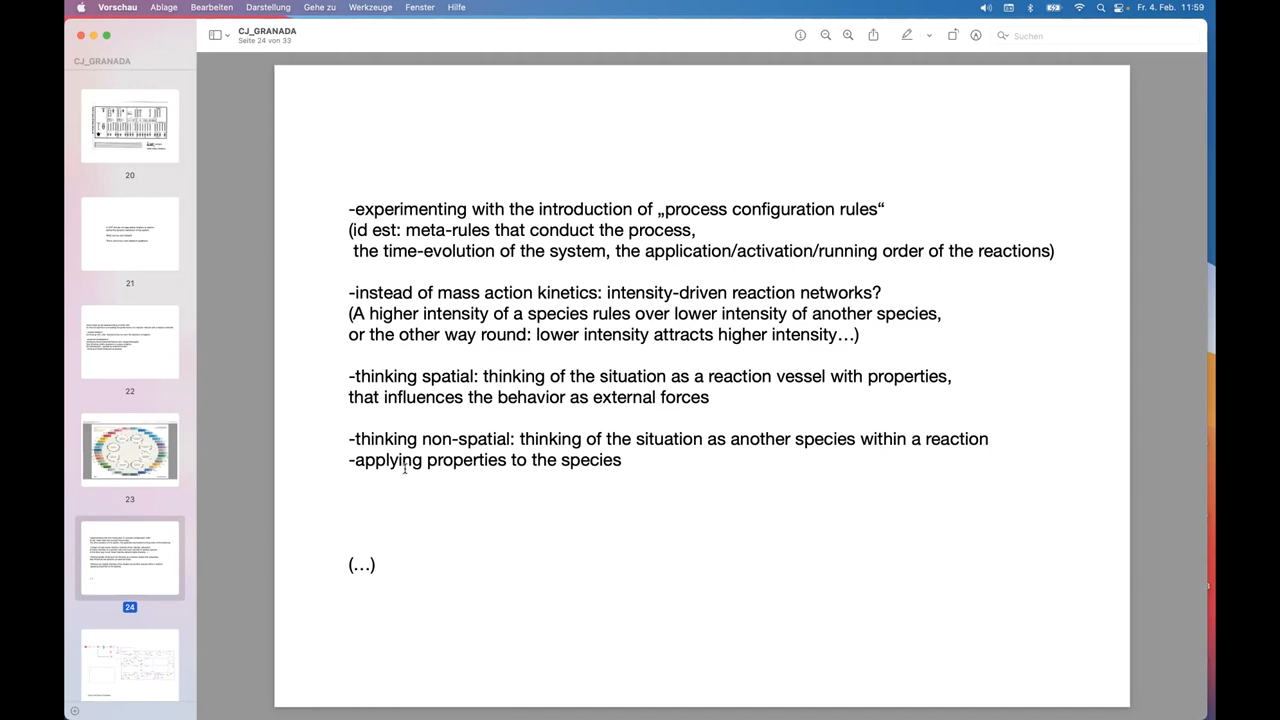 Vorschau Ablage Bearbeiten Darstellung Gehe zu Werkzeuge Fenster Hilfe Fr. 4. Feb. 11:59
CJ_GRANADA
Seite 24 von 33
Suchen
CJ_GRANADA
20
21
22
23
24
-experimenting with the introduction of „process configuration rules“
(id est: meta-rules that conduct the process,
the time-evolution of the system, the application/activation/running order of the reactions)
-instead of mass action kinetics: intensity-driven reaction networks?
(A higher intensity of a species rules over lower intensity of another species,
or the other way round: lower intensity attracts higher intensity…)
-thinking spatial: thinking of the situation as a reaction vessel with properties,
that influences the behavior as external forces
-thinking non-spatial: thinking of the situation as another species within a reaction
-applying properties to the species
(…)